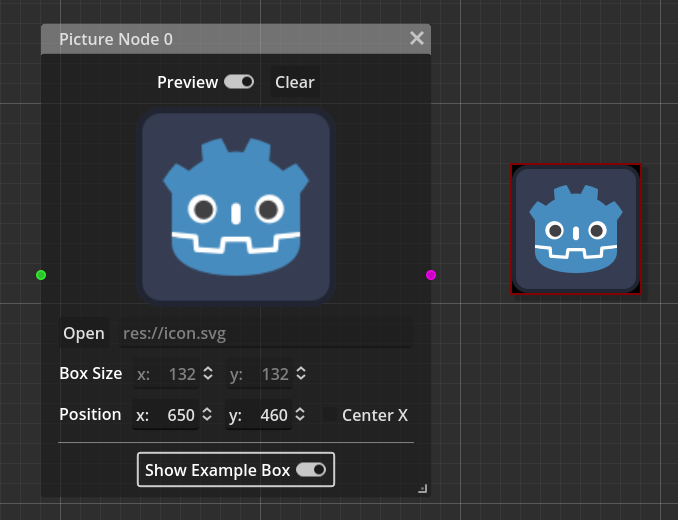 Picture Node 0
Preview Clear
Open res://icon.svg
Box Size x: 132 y: 132
Position x: 650 y: 460 Center X
Show Example Box